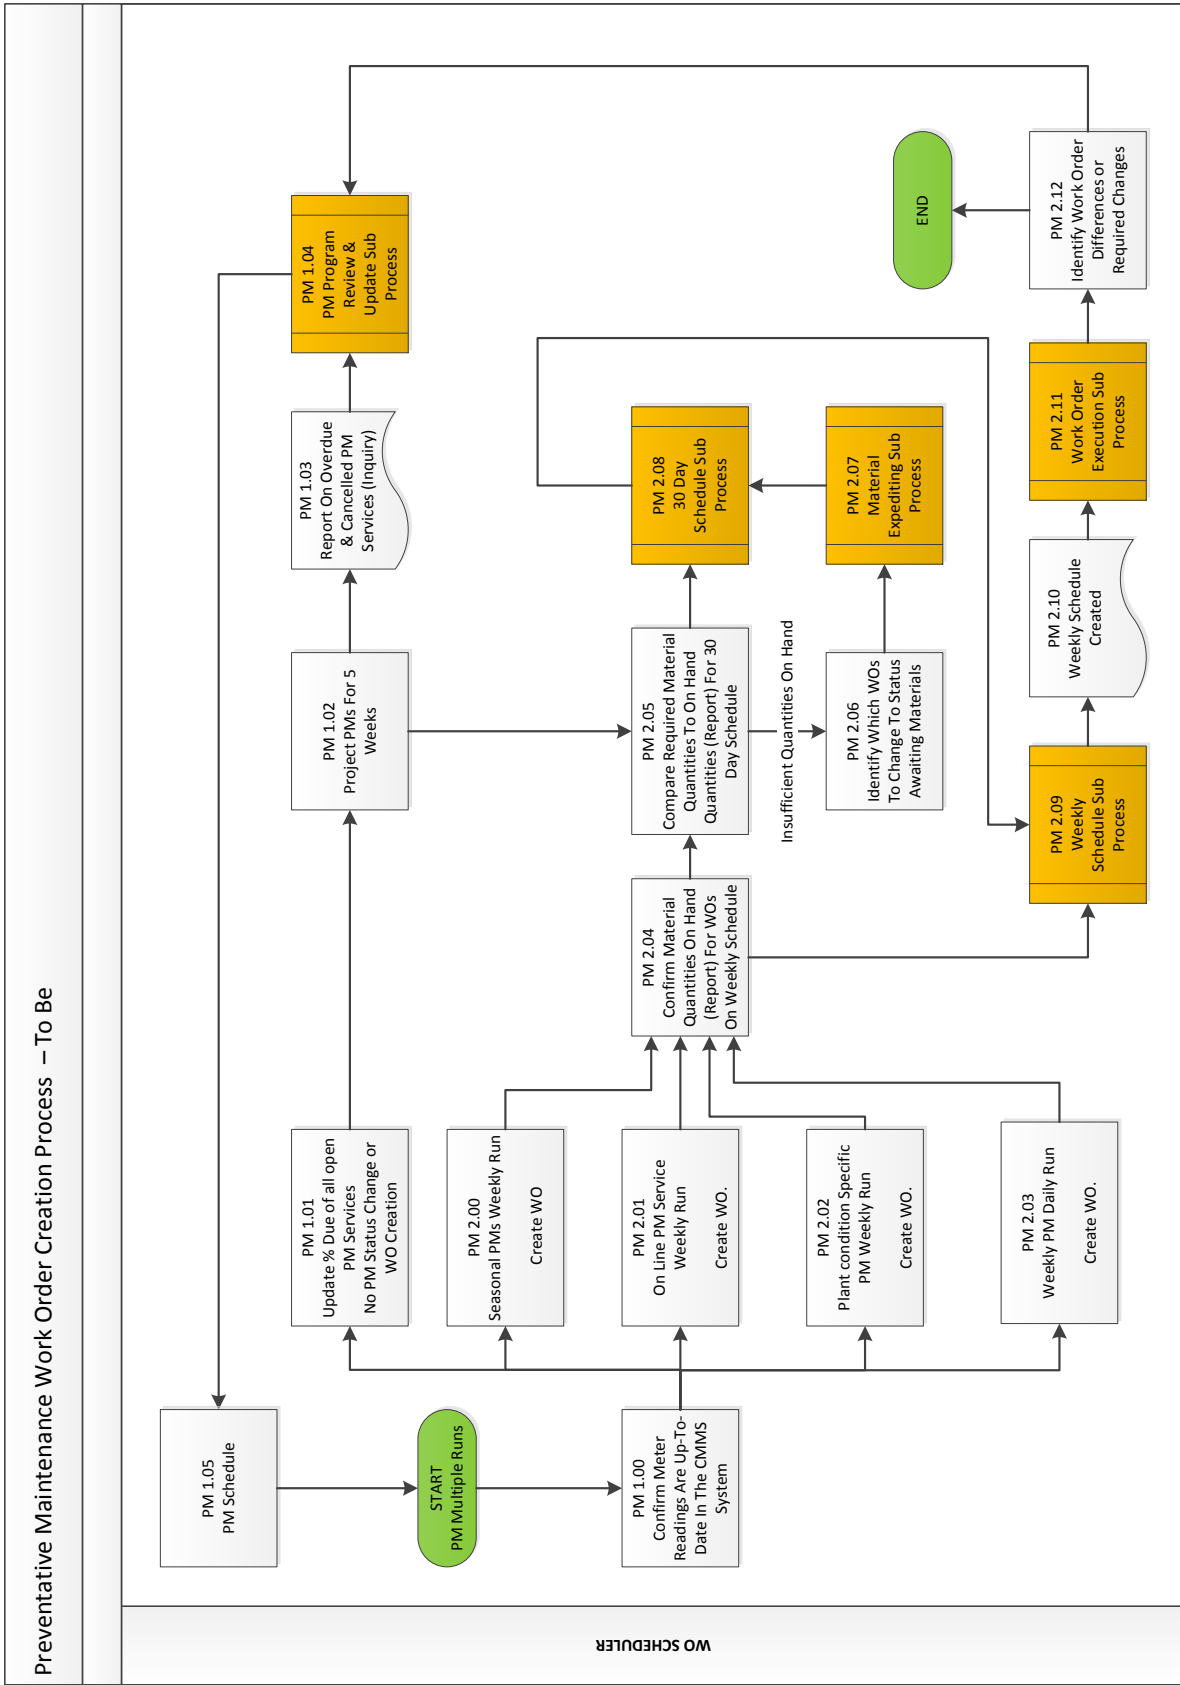 Preventative Maintenance Work Order Creation Process – To Be
WO SCHEDULER
PM 1.05
PM Schedule
START
PM Multiple Runs
PM 1.00
Confirm Meter
Readings Are Up-To-
Date In The CMMS
System
PM 1.01
Update % Due of all open
PM Services
No PM Status Change or
WO Creation
PM 2.00
Seasonal PMs Weekly Run
Create WO
PM 2.01
On Line PM Service
Weekly Run
Create WO.
PM 2.02
Plant condition Specific
PM Weekly Run
Create WO.
PM 2.03
Weekly PM Daily Run
Create WO.
PM 1.02
Project PMs For 5
Weeks
PM 1.03
Report On Overdue
& Cancelled PM
Services (Inquiry)
PM 1.04
PM Program
Review &
Update Sub
Process
PM 2.04
Confirm Material
Quantities On Hand
(Report) For WOs
On Weekly Schedule
PM 2.05
Compare Required Material
Quantities To On Hand
Quantities (Report) For 30
Day Schedule
Insufficient Quantities On Hand
PM 2.06
Identify Which WOs
To Change To Status
Awaiting Materials
PM 2.07
Material
Expediting Sub
Process
PM 2.08
30 Day
Schedule Sub
Process
PM 2.09
Weekly
Schedule Sub
Process
PM 2.10
Weekly Schedule
Created
PM 2.11
Work Order
Execution Sub
Process
PM 2.12
Identify Work Order
Differences or
Required Changes
END